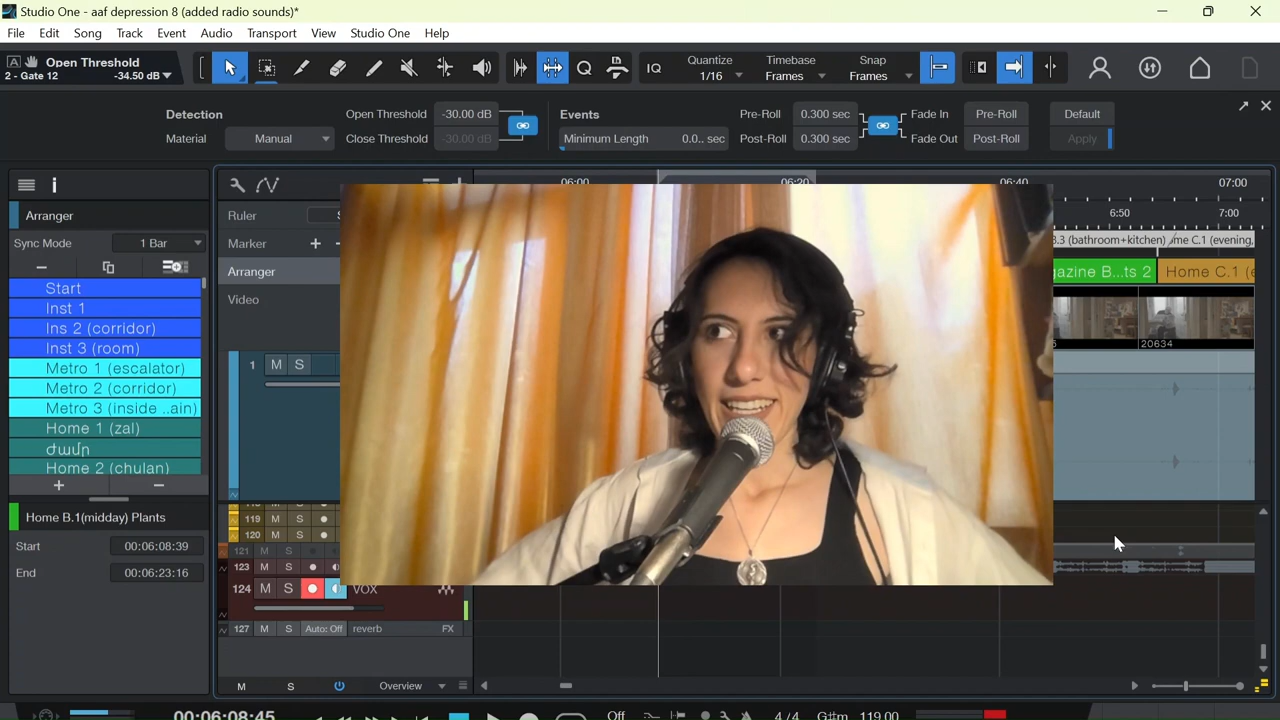 Studio One - aaf depression 8 (added radio sounds)*
File Edit Song Track Event Audio Transport View Studio One Help
A Open Threshold
2 - Gate 12 -34.50 dB
IQ
Quantize Timebase Snap
1/16 Frames Frames
Detection Open Threshold -30.00 dB Events Pre-Roll 0.300 sec Fade In Pre-Roll Default
Material Manual Close Threshold -30.00 dB Minimum Length 0.0.. sec Post-Roll 0.300 sec Fade Out Post-Roll Apply
06:00 06:20 06:40 07:00
Arranger
Sync Mode 1 Bar
Start
Inst 1
Ins 2 (corridor)
Inst 3 (room)
Metro 1 (escalator)
Metro 2 (corridor)
Metro 3 (inside ..ain)
Home 1 (zal)
Ժամր
Home 2 (chulan)
Home B.1(midday) Plants
Start 00:06:08:39
End 00:06:23:16
Ruler
Marker
Arranger
Video
1 M S
119 M S
120 M S
121 M S
123 M S
124 M S VOX
127 M S Auto: Off reverb FX
M S Overview
6:50 7:00
3.3 (bathroom+kitchen)
me C.1 (evening,
azine B...ts 2 Home C.1 (e
20634
00:06:08:45 Off 4/4 G#m 119.00